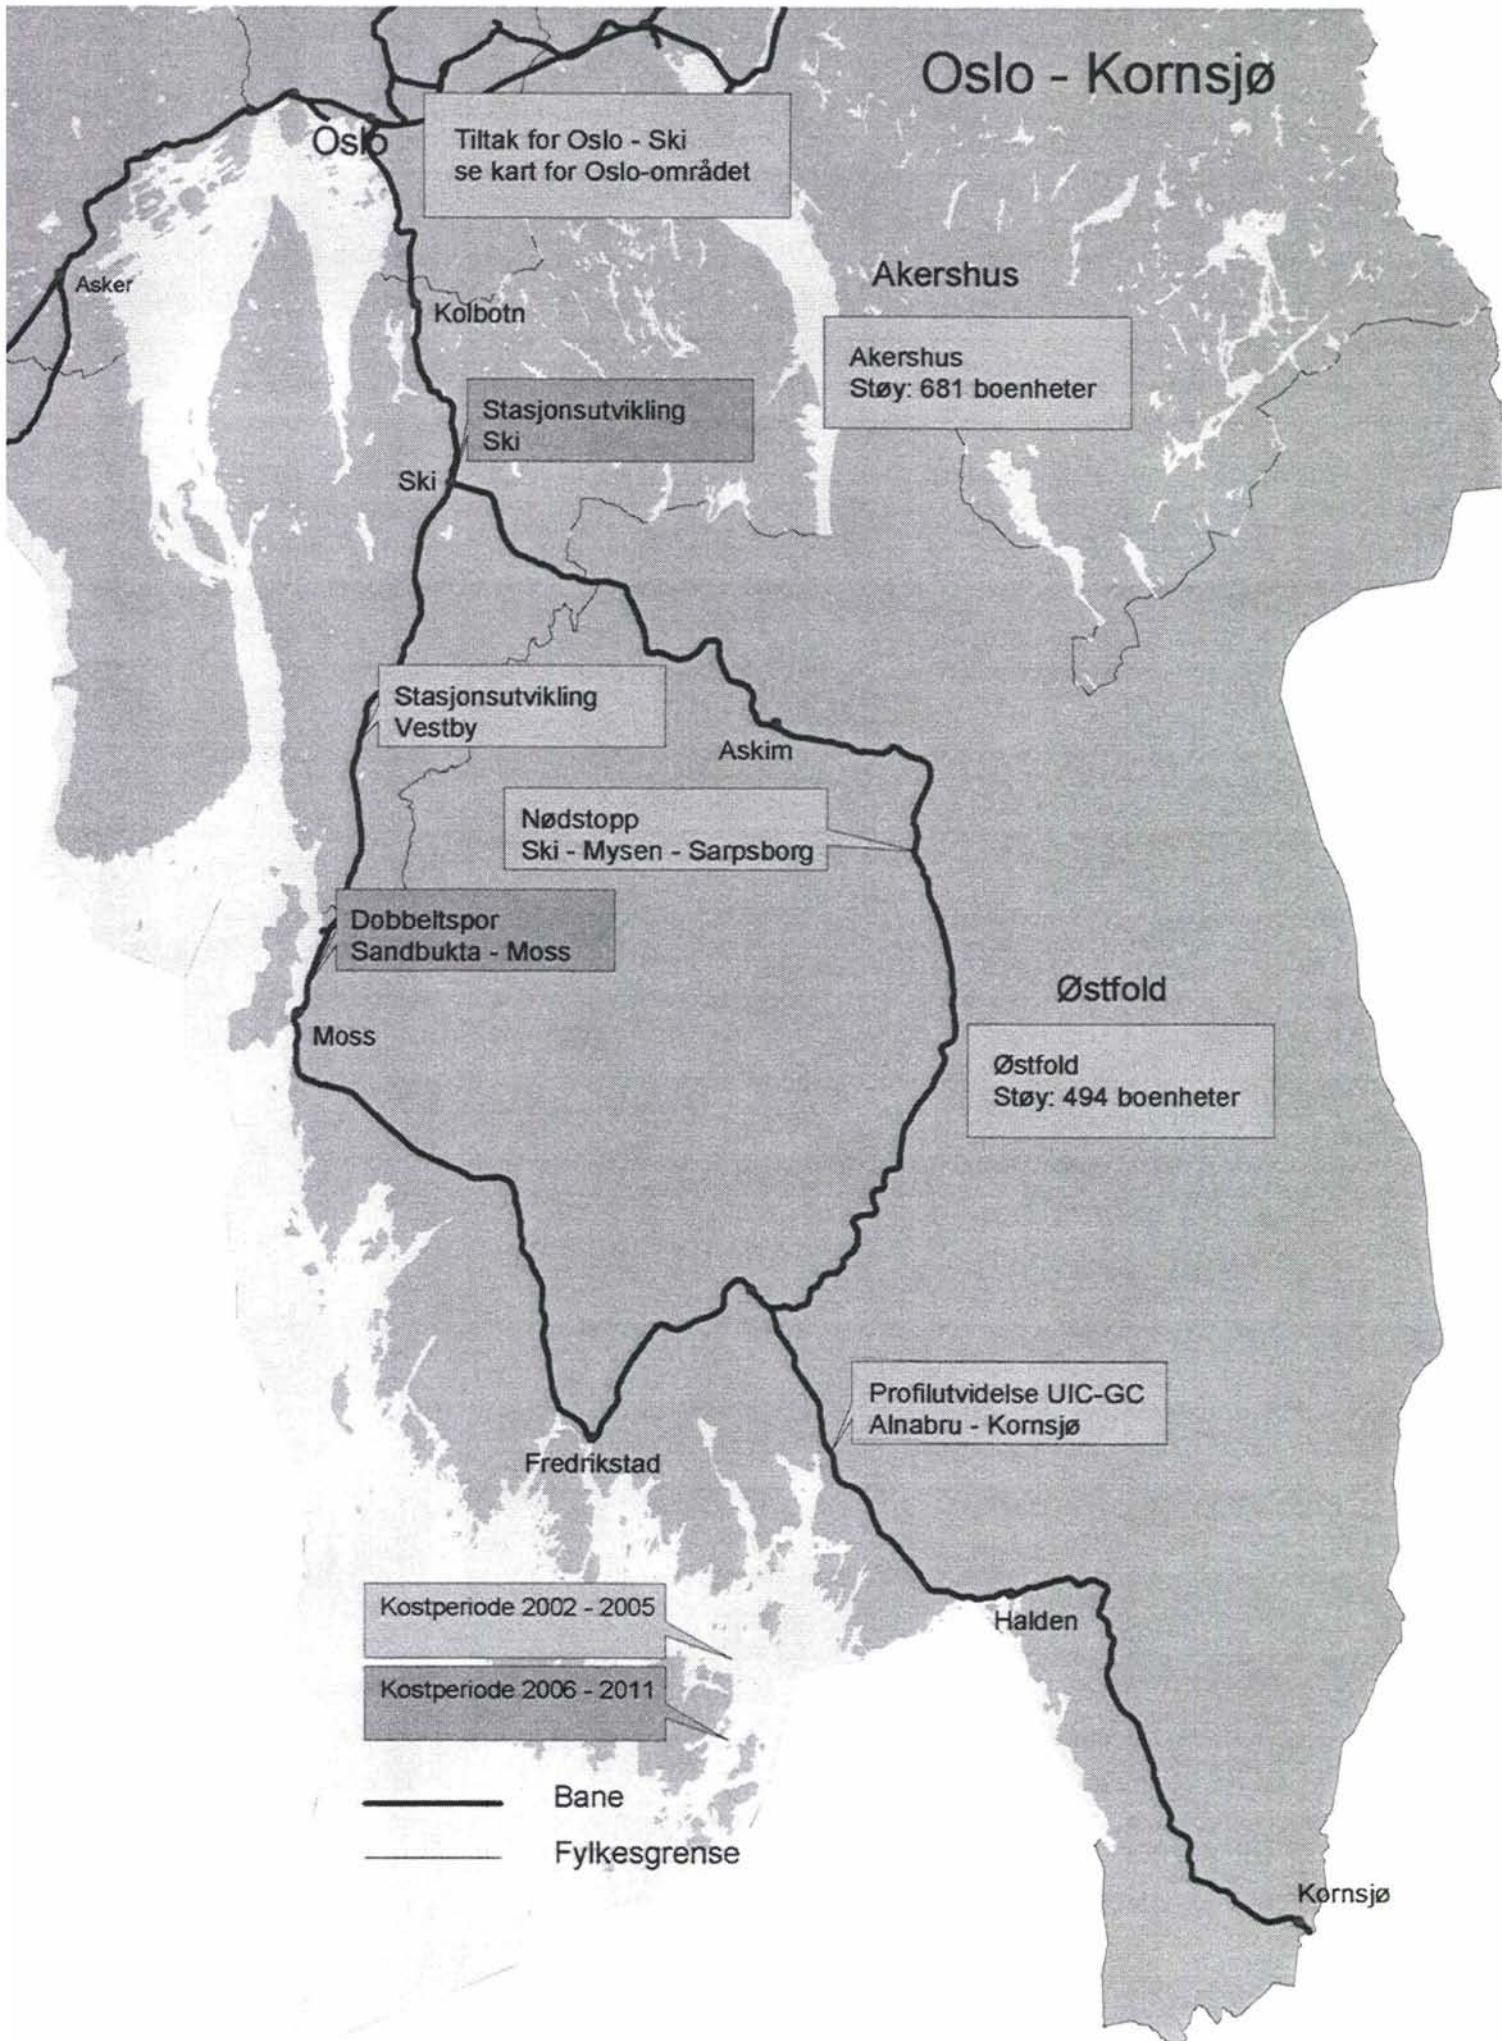 Oslo - Kornsjø
Oslo
Tiltak for Oslo - Ski
se kart for Oslo-området
Asker
Akershus
Kolbotn
Akershus
Støy: 681 boenheter
Stasjonsutvikling
Ski
Ski
Stasjonsutvikling
Vestby
Askim
Nødstopp
Ski - Mysen - Sarpsborg
Dobbeltspor
Sandbukta - Moss
Østfold
Moss
Østfold
Støy: 494 boenheter
Profilutvidelse UIC-GC
Alnabru - Kornsjø
Fredrikstad
Kostperiode 2002 - 2005
Halden
Kostperiode 2006 - 2011
Bane
Fylkesgrense
Kornsjø